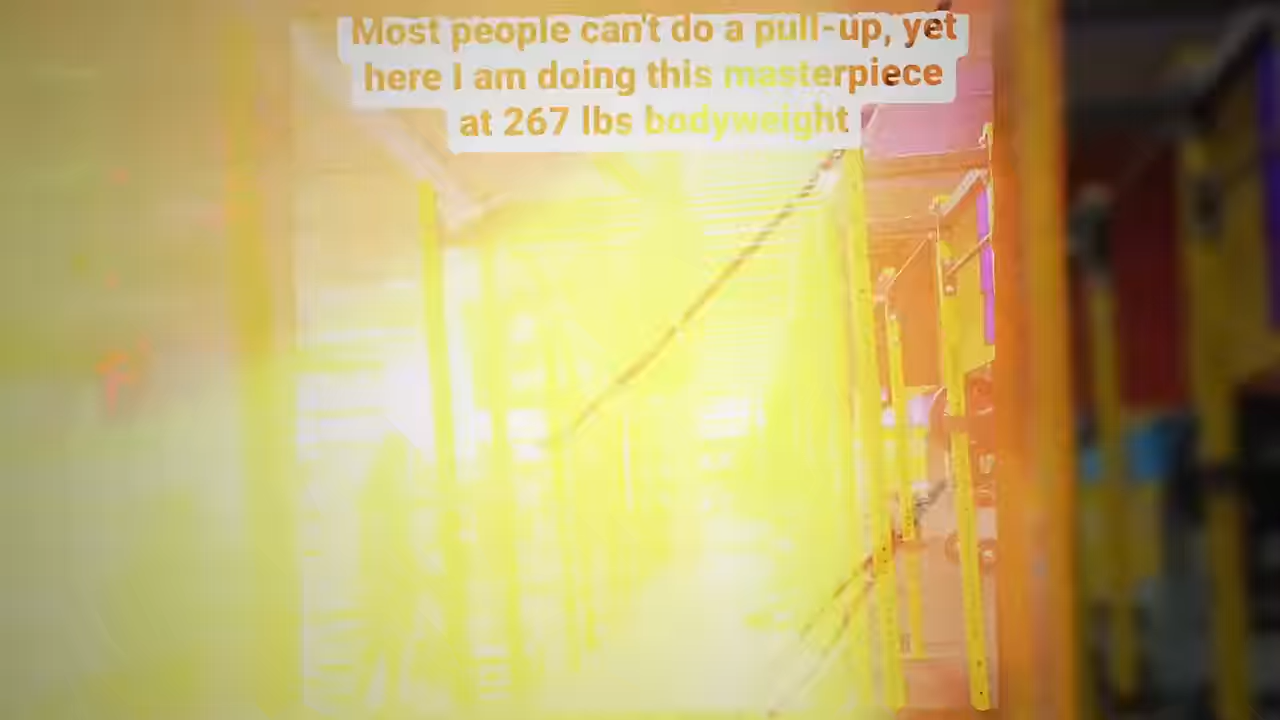 Most people can't do a pull-up, yet
here I am doing this masterpiece
at 267 lbs bodyweight